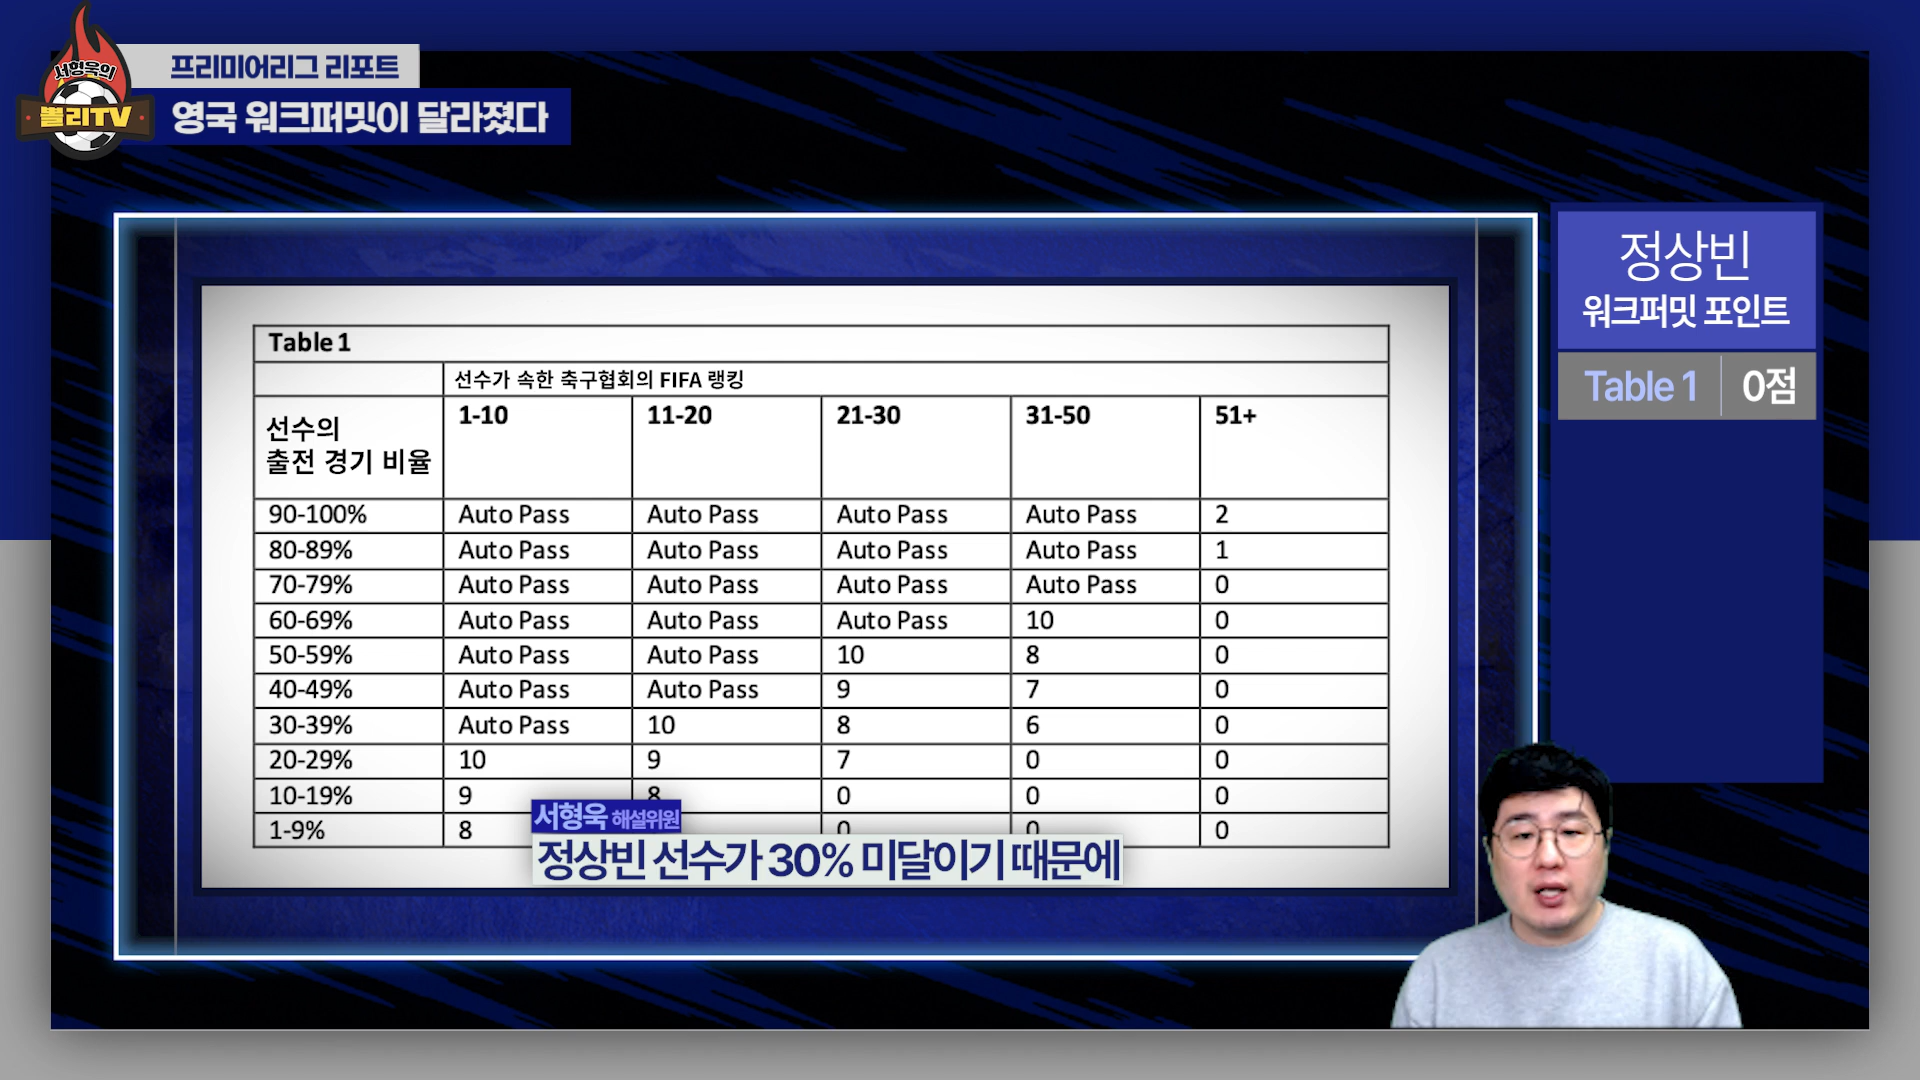 서형욱의
뽈리TV
프리미어리그 리포트
영국 워크퍼밋이 달라졌다
정상빈
워크퍼밋 포인트
Table 1 0점
Table 1
선수가 속한 축구협회의 FIFA 랭킹
선수의
출전 경기 비율
1-10 11-20 21-30 31-50 51+
90-100% Auto Pass Auto Pass Auto Pass Auto Pass 2
80-89% Auto Pass Auto Pass Auto Pass Auto Pass 1
70-79% Auto Pass Auto Pass Auto Pass Auto Pass 0
60-69% Auto Pass Auto Pass Auto Pass 10 0
50-59% Auto Pass Auto Pass 10 8 0
40-49% Auto Pass Auto Pass 9 7 0
30-39% Auto Pass 10 8 6 0
20-29% 10 9 7 0 0
10-19% 9 8 0 0 0
1-9% 8 0 0 0
서형욱 해설위원
정상빈 선수가 30% 미달이기 때문에